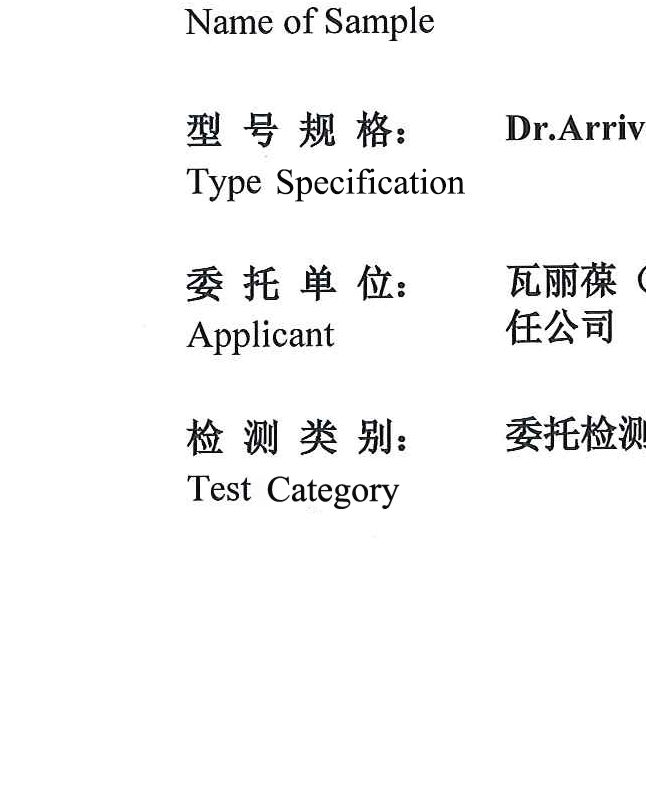 Name of Sample
型 号 规 格： Dr.Arriv
Type Specification
委 托 单 位： 瓦丽葆（
Applicant 任公司
检 测 类 别： 委托检测
Test Category